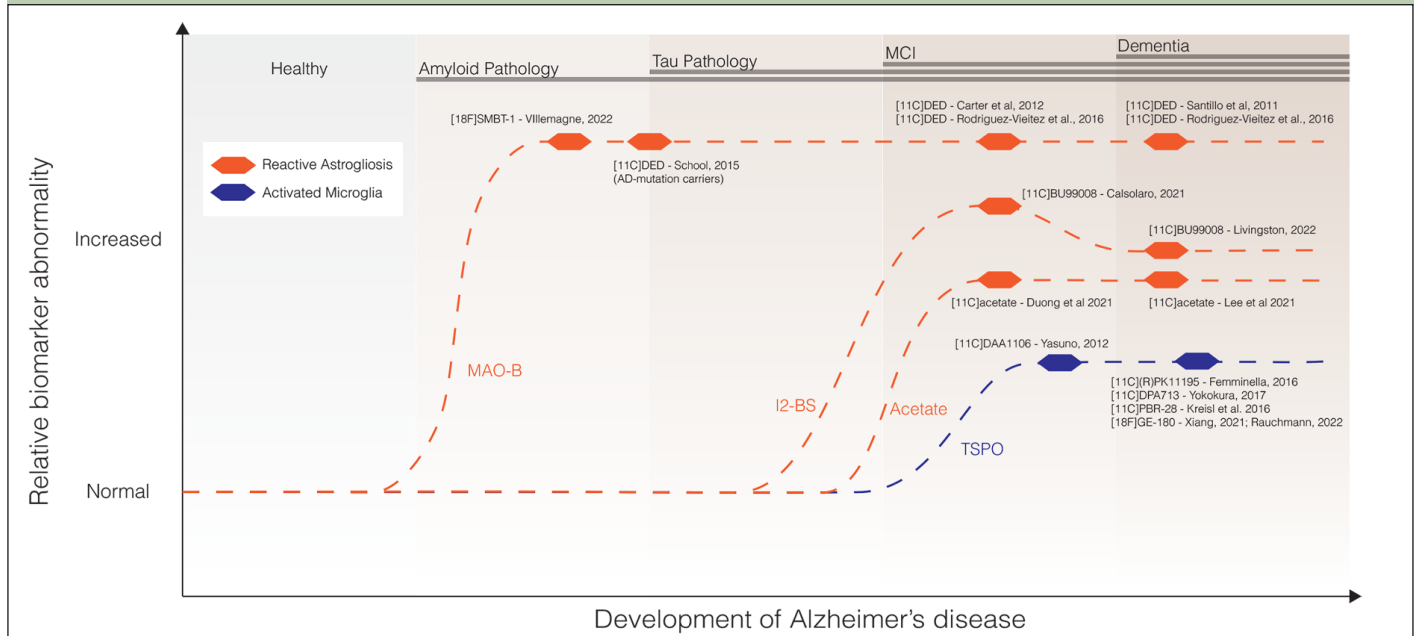 Healthy
Amyloid Pathology
Tau Pathology
MCI
Dementia
[18F]SMBT-1 - VIllemagne, 2022
[11C]DED - Carter et al, 2012
[11C]DED - Rodriguez-Vieitez et al., 2016
[11C]DED - Santillo et al, 2011
[11C]DED - Rodriguez-Vieitez et al., 2016
Reactive Astrogliosis
Activated Microglia
[11C]DED - School, 2015
(AD-mutation carriers)
[11C]BU99008 - Calsolaro, 2021
[11C]BU99008 - Livingston, 2022
Relative biomarker abnormality
Increased
Normal
[11C]acetate - Duong et al 2021
[11C]acetate - Lee et al 2021
[11C]DAA1106 - Yasuno, 2012
MAO-B
I2-BS
Acetate
TSPO
[11C](R)PK11195 - Femminella, 2016
[11C]DPA713 - Yokokura, 2017
[11C]PBR-28 - Kreisl et al. 2016
[18F]GE-180 - Xiang, 2021; Rauchmann, 2022
Development of Alzheimer's disease